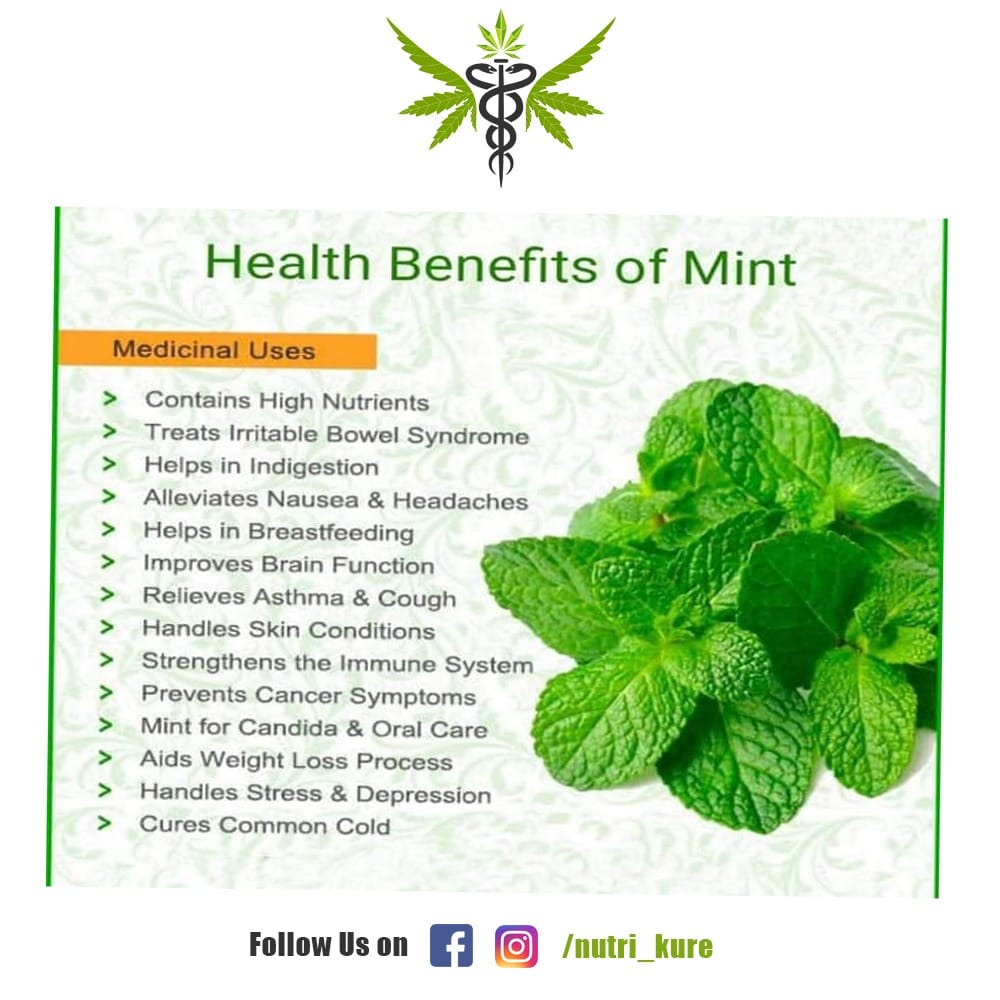 Health Benefits of Mint
Medicinal Uses
> Contains High Nutrients
> Treats Irritable Bowel Syndrome
> Helps in Indigestion
> Alleviates Nausea & Headaches
> Helps in Breastfeeding
> Improves Brain Function
> Relieves Asthma & Cough
> Handles Skin Conditions
> Strengthens the Immune System
> Prevents Cancer Symptoms
> Mint for Candida & Oral Care
> Aids Weight Loss Process
> Handles Stress & Depression
> Cures Common Cold
Follow Us on /nutri_kure